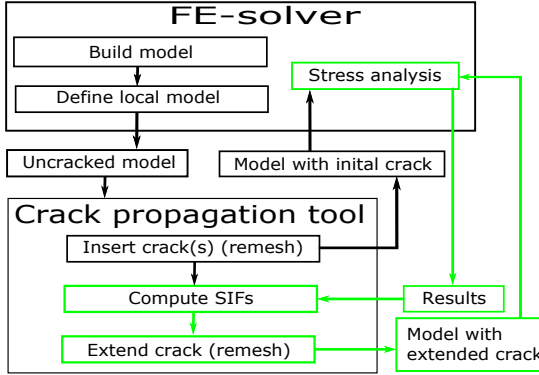 FE-solver
Build model
Stress analysis
Define local model
Uncracked model
Model with inital crack
Crack propagation tool
Insert crack(s) (remesh)
Compute SIFs
Results
Extend crack (remesh)
Model with
extended crack